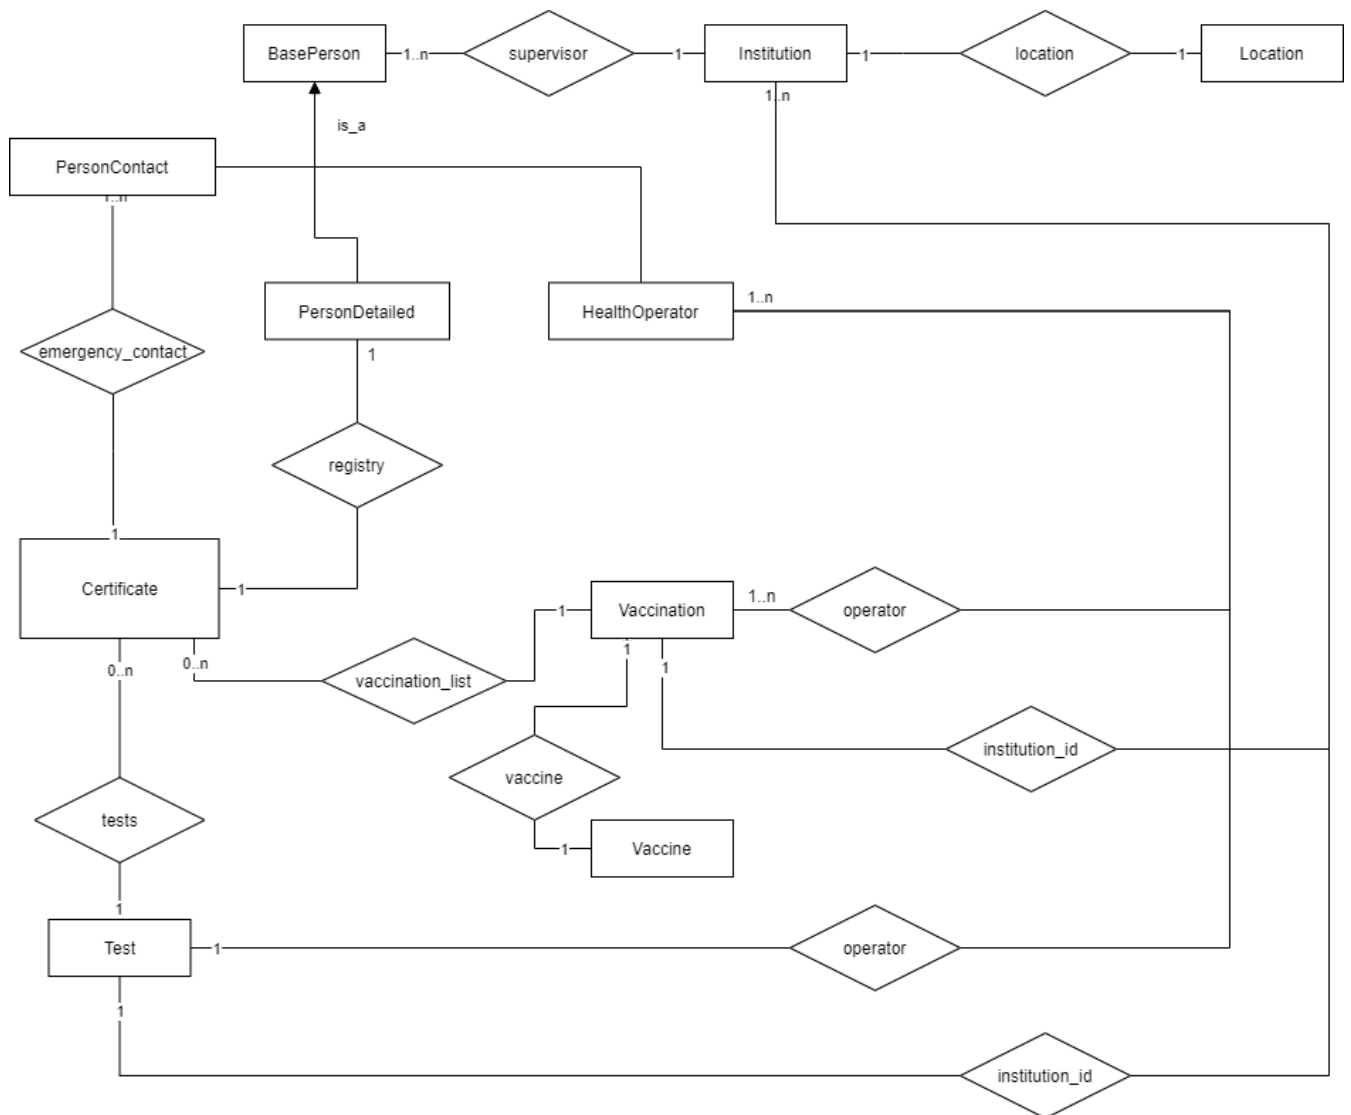 BasePerson
1..n
supervisor
1
Institution
1
location
1
Location
1..n
is_a
PersonContact
1..n
PersonDetailed
HealthOperator
1..n
emergency_contact
1
registry
1
Certificate
1
Vaccination
1
1..n
operator
0..n
0..n
1
1
vaccination_list
institution_id
vaccine
tests
1
Vaccine
1
Test
1
operator
1
institution_id